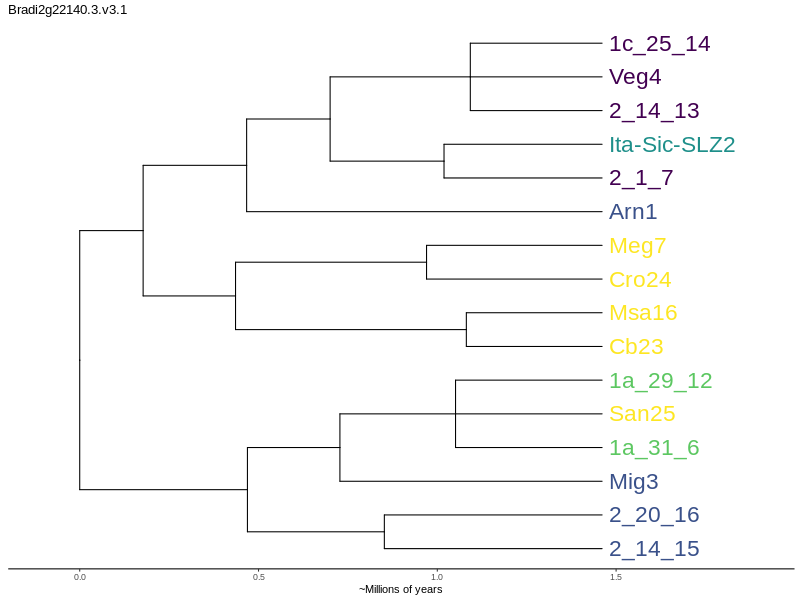 Bradi2g22140.3.v3.1
1c_25_14
Veg4
2_14_13
Ita-Sic-SLZ2
2_1_7
Arn1
Meg7
Cro24
Msa16
Cb23
1a_29_12
San25
1a_31_6
Mig3
2_20_16
2_14_15
0.0 0.5 1.0 1.5
~Millions of years